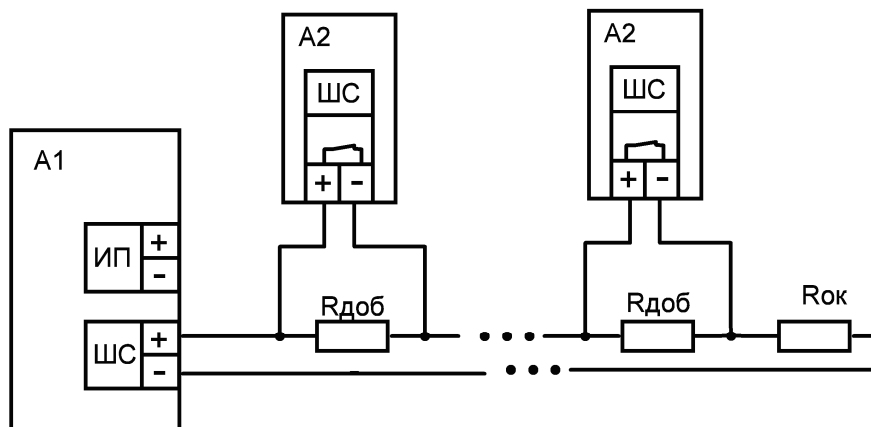 А2
ШС
+ -
А2
ШС
+ -
А1
ИП
+
-
Rдоб
Rдоб
Rок
ШС
+
-